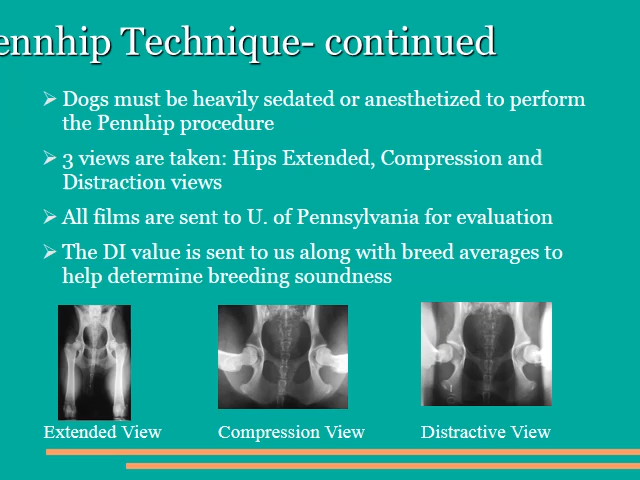 ennhip Technique- continued
Dogs must be heavily sedated or anesthetized to perform
the Pennhip procedure
3 views are taken: Hips Extended, Compression and
Distraction views
All films are sent to U. of Pennsylvania for evaluation
The DI value is sent to us along with breed averages to
help determine breeding soundness
Extended View
Compression View
Distractive View